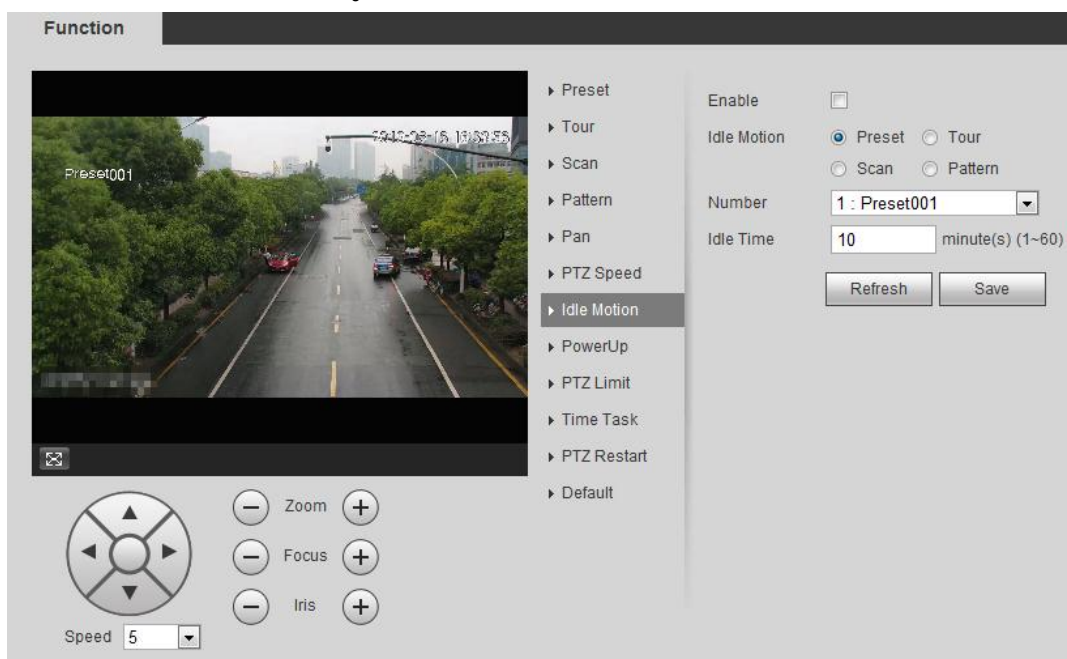 Function
Preset001
Preset
Tour
Scan
Pattern
Pan
PTZ Speed
Idle Motion
PowerUp
PTZ Limit
Time Task
PTZ Restart
Default
Enable
Idle Motion
Preset Tour
Scan Pattern
Number 1 : Preset001
Idle Time 10 minute(s) (1~60)
Refresh Save
Zoom
Focus
Iris
Speed 5